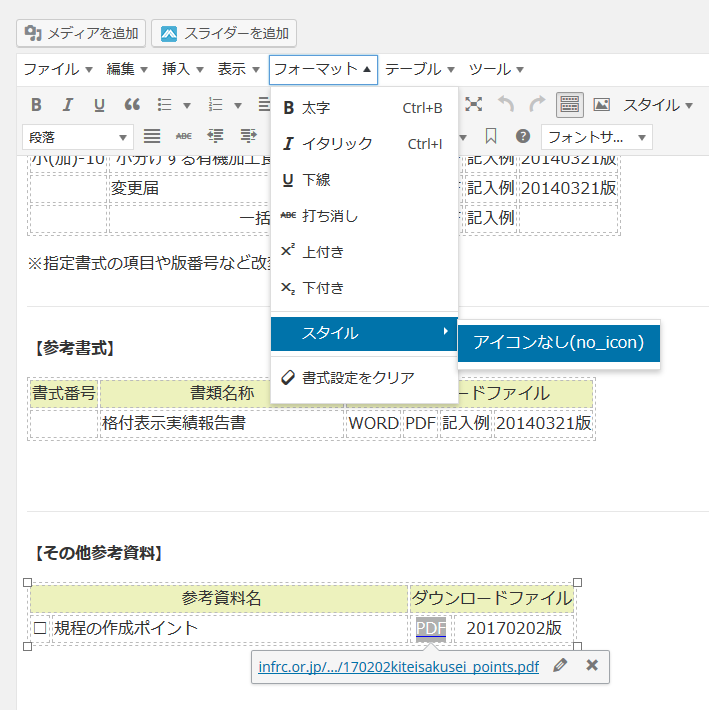 メディアを追加 スライダーを追加
ファイル 編集 挿入 表示 フォーマット テーブル ツール
B I U スタイル
段落 ABC フォントサ...
小(加)-10 小分けする有機加工 記入例 20140321版
変更届 記入例 20140321版
一括 記入例
※指定書式の項目や版番号など改
B 太字 Ctrl+B
I イタリック Ctrl+I
U 下線
ABC 打ち消し
上付き
下付き
スタイル
アイコンなし(no_icon)
書式設定をクリア
【参考書式】
書式番号 書類名称 ードファイル
格付表示実績報告書 WORD PDF 記入例 20140321版
【その他参考資料】
参考資料名 ダウンロードファイル
□ 規程の作成ポイント PDF 20170202版
infrc.or.jp/.../170202kiteisakusei_points.pdf